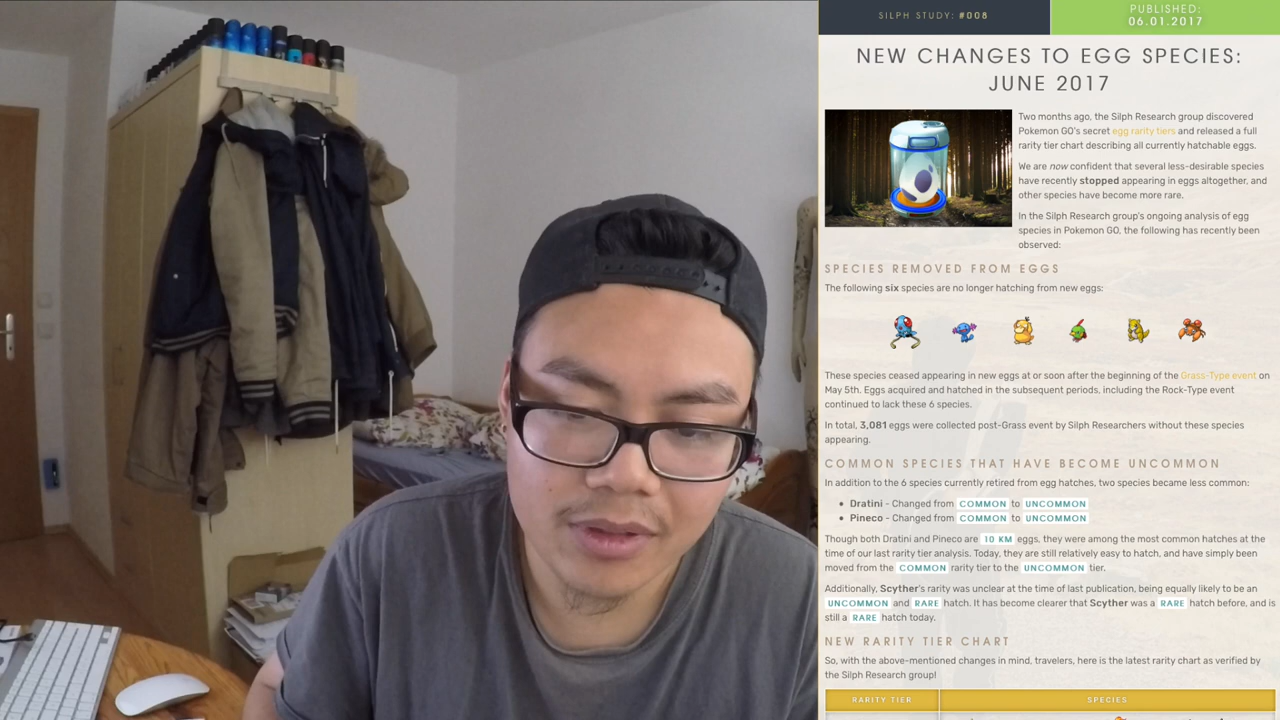 SILPH STUDY: #008
PUBLISHED:
06.01.2017
NEW CHANGES TO EGG SPECIES:
JUNE 2017
Two months ago, the Silph Research group discovered
Pokemon GO's secret egg rarity tiers and released a full
rarity tier chart describing all currently hatchable eggs.
We are now confident that several less-desirable species
have recently stopped appearing in eggs altogether, and
other species have become more rare.
In the Silph Research group's ongoing analysis of egg
species in Pokemon GO, the following has recently been
observed:
SPECIES REMOVED FROM EGGS
The following six species are no longer hatching from new eggs:
These species ceased appearing in new eggs at or soon after the beginning of the Grass-Type event on
May 5th. Eggs acquired and hatched in the subsequent periods, including the Rock-Type event
continued to lack these 6 species.
In total, 3,081 eggs were collected post-Grass event by Silph Researchers without these species
appearing.
COMMON SPECIES THAT HAVE BECOME UNCOMMON
In addition to the 6 species currently retired from egg hatches, two species became less common:
• Dratini - Changed from COMMON to UNCOMMON
• Pineco - Changed from COMMON to UNCOMMON
Though both Dratini and Pineco are 10 KM eggs, they were among the most common hatches at the
time of our last rarity tier analysis. Today, they are still relatively easy to hatch, and have simply been
moved from the COMMON rarity tier to the UNCOMMON tier.
Additionally, Scyther's rarity was unclear at the time of last publication, being equally likely to be an
UNCOMMON and RARE hatch. It has become clearer that Scyther was a RARE hatch before, and is
still a RARE hatch today.
NEW RARITY TIER CHART
So, with the above-mentioned changes in mind, travelers, here is the latest rarity chart as verified by
the Silph Research group!
RARITY TIER
SPECIES